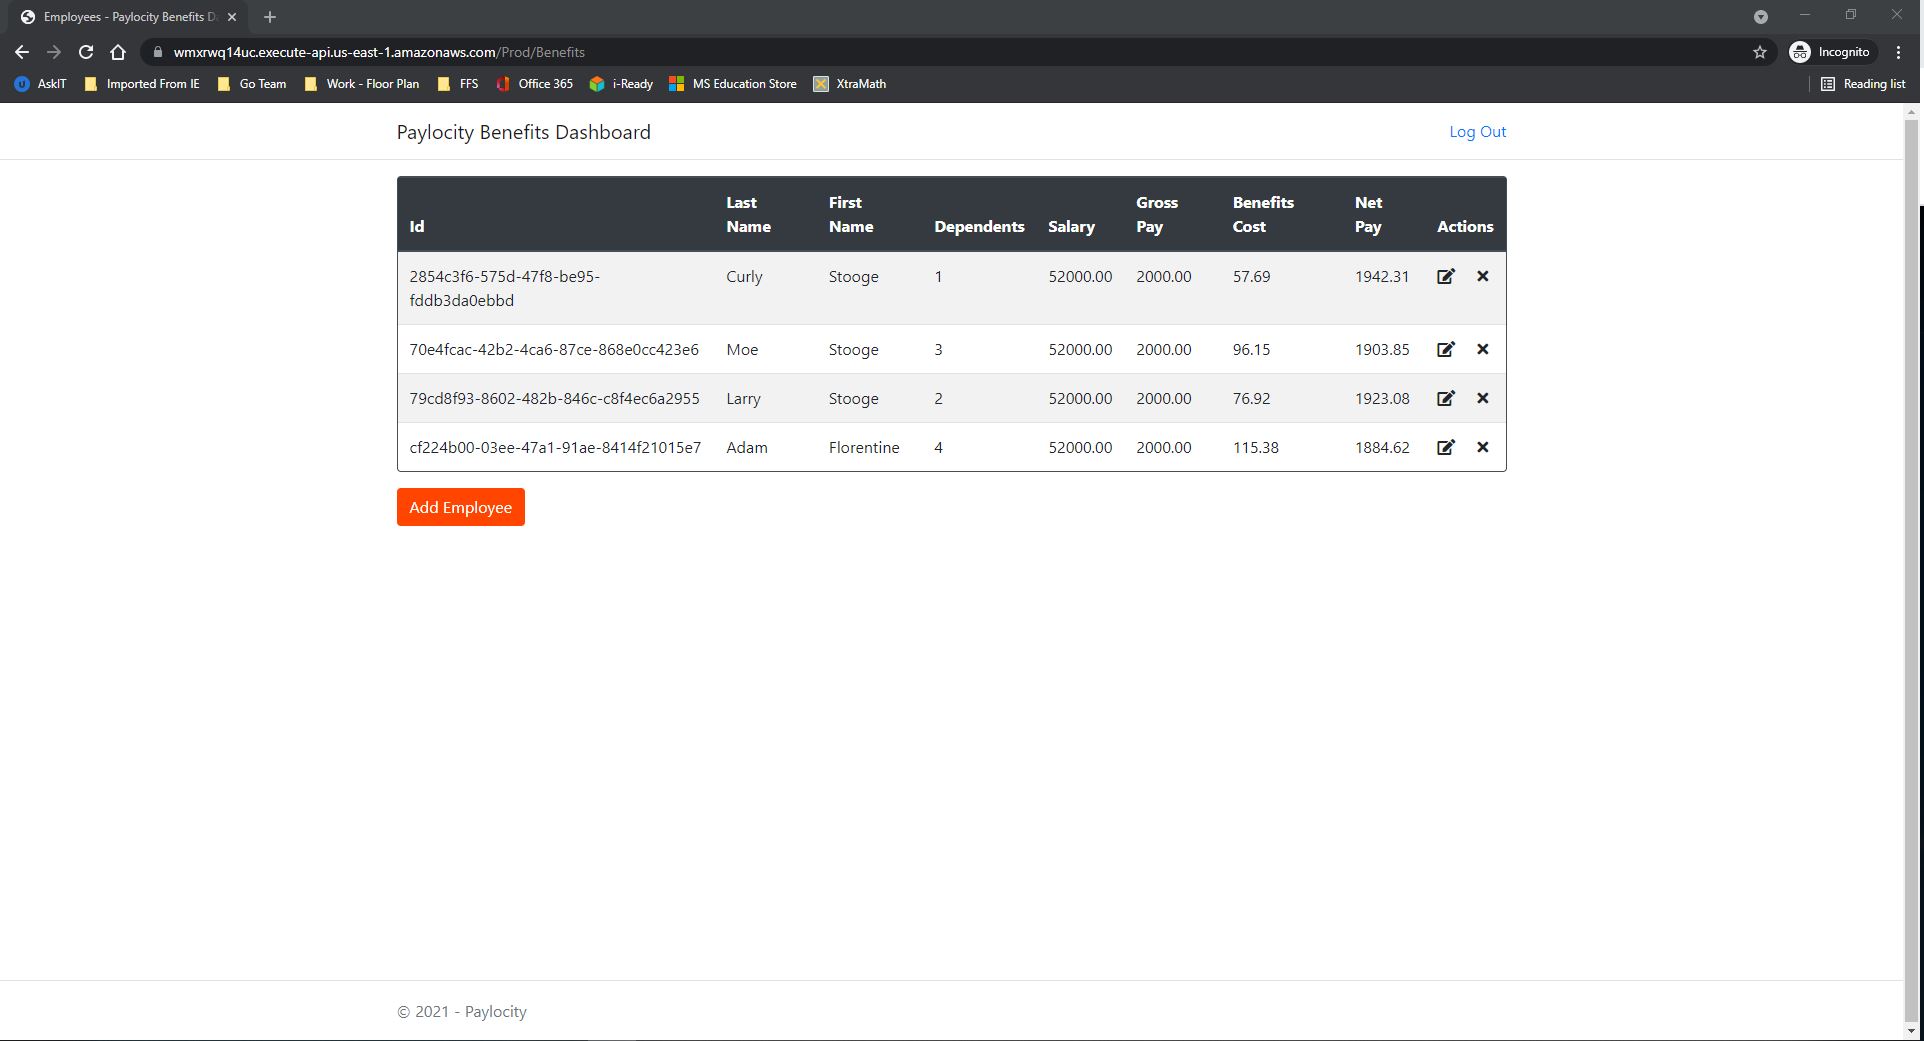 Employees - Paylocity Benefits D
wmxrwq14uc.execute-api.us-east-1.amazonaws.com/Prod/Benefits
Incognito
AskIT Imported From IE Go Team Work - Floor Plan FFS Office 365 i-Ready MS Education Store XtraMath Reading list
Paylocity Benefits Dashboard Log Out
Id Last Name First Name Dependents Salary Gross Pay Benefits Cost Net Pay Actions
2854c3f6-575d-47f8-be95- Curly Stooge 1 52000.00 2000.00 57.69 1942.31
fddb3da0ebbd
70e4fcac-42b2-4ca6-87ce-868e0cc423e6 Moe Stooge 3 52000.00 2000.00 96.15 1903.85
79cd8f93-8602-482b-846c-c8f4ec6a2955 Larry Stooge 2 52000.00 2000.00 76.92 1923.08
cf224b00-03ee-47a1-91ae-8414f21015e7 Adam Florentine 4 52000.00 2000.00 115.38 1884.62
Add Employee
© 2021 - Paylocity